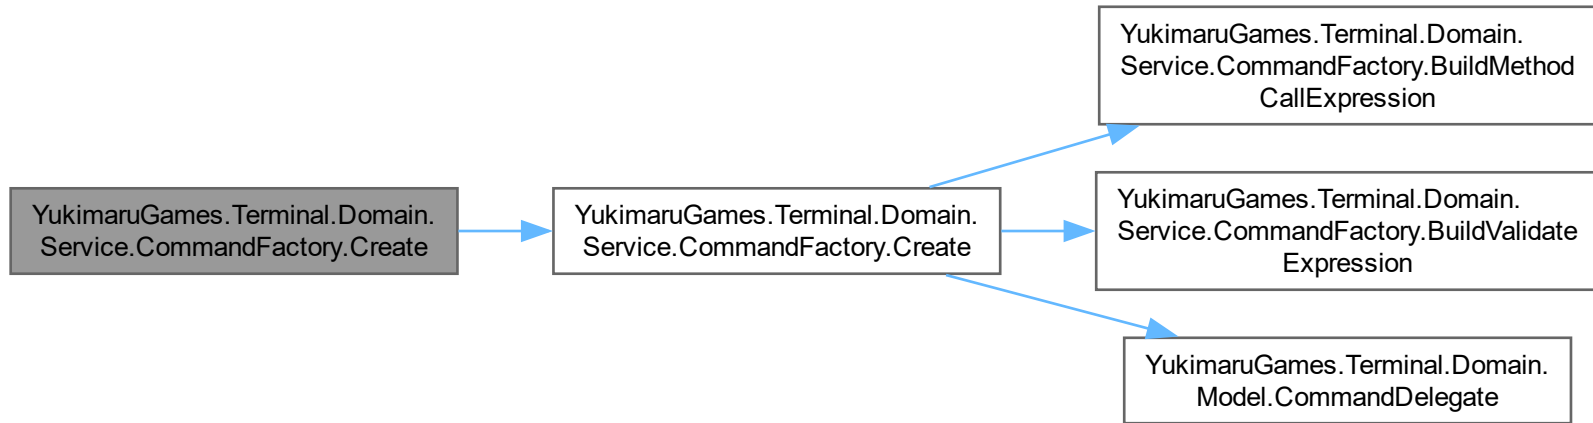 YukimaruGames.Terminal.Domain.
Service.CommandFactory.Create
YukimaruGames.Terminal.Domain.
Service.CommandFactory.Create
YukimaruGames.Terminal.Domain.
Service.CommandFactory.BuildMethod
CallExpression
YukimaruGames.Terminal.Domain.
Service.CommandFactory.BuildValidate
Expression
YukimaruGames.Terminal.Domain.
Model.CommandDelegate